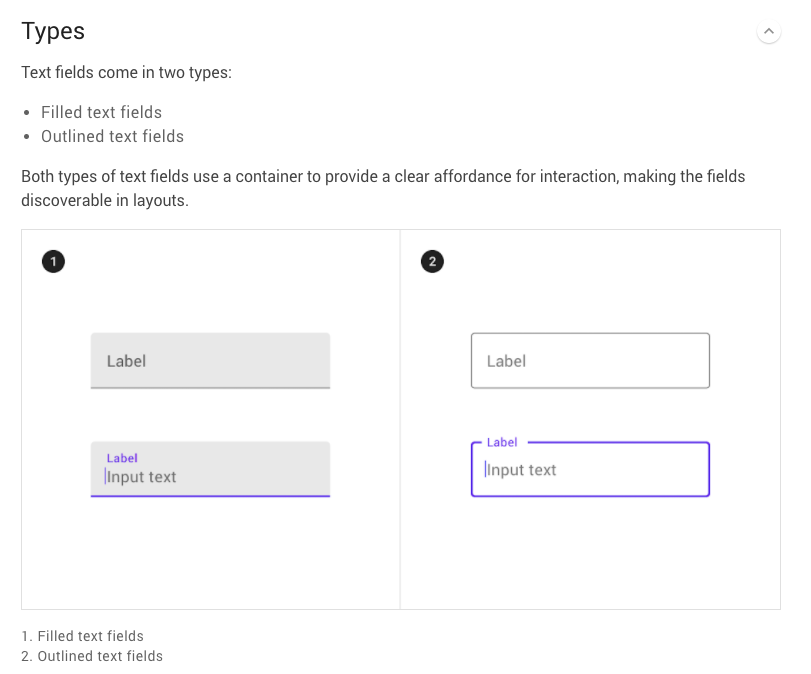 Types
Text fields come in two types:
• Filled text fields
• Outlined text fields
Both types of text fields use a container to provide a clear affordance for interaction, making the fields
discoverable in layouts.
1
2
Label
Label
Label
Input text
Label
Input text
1. Filled text fields
2. Outlined text fields